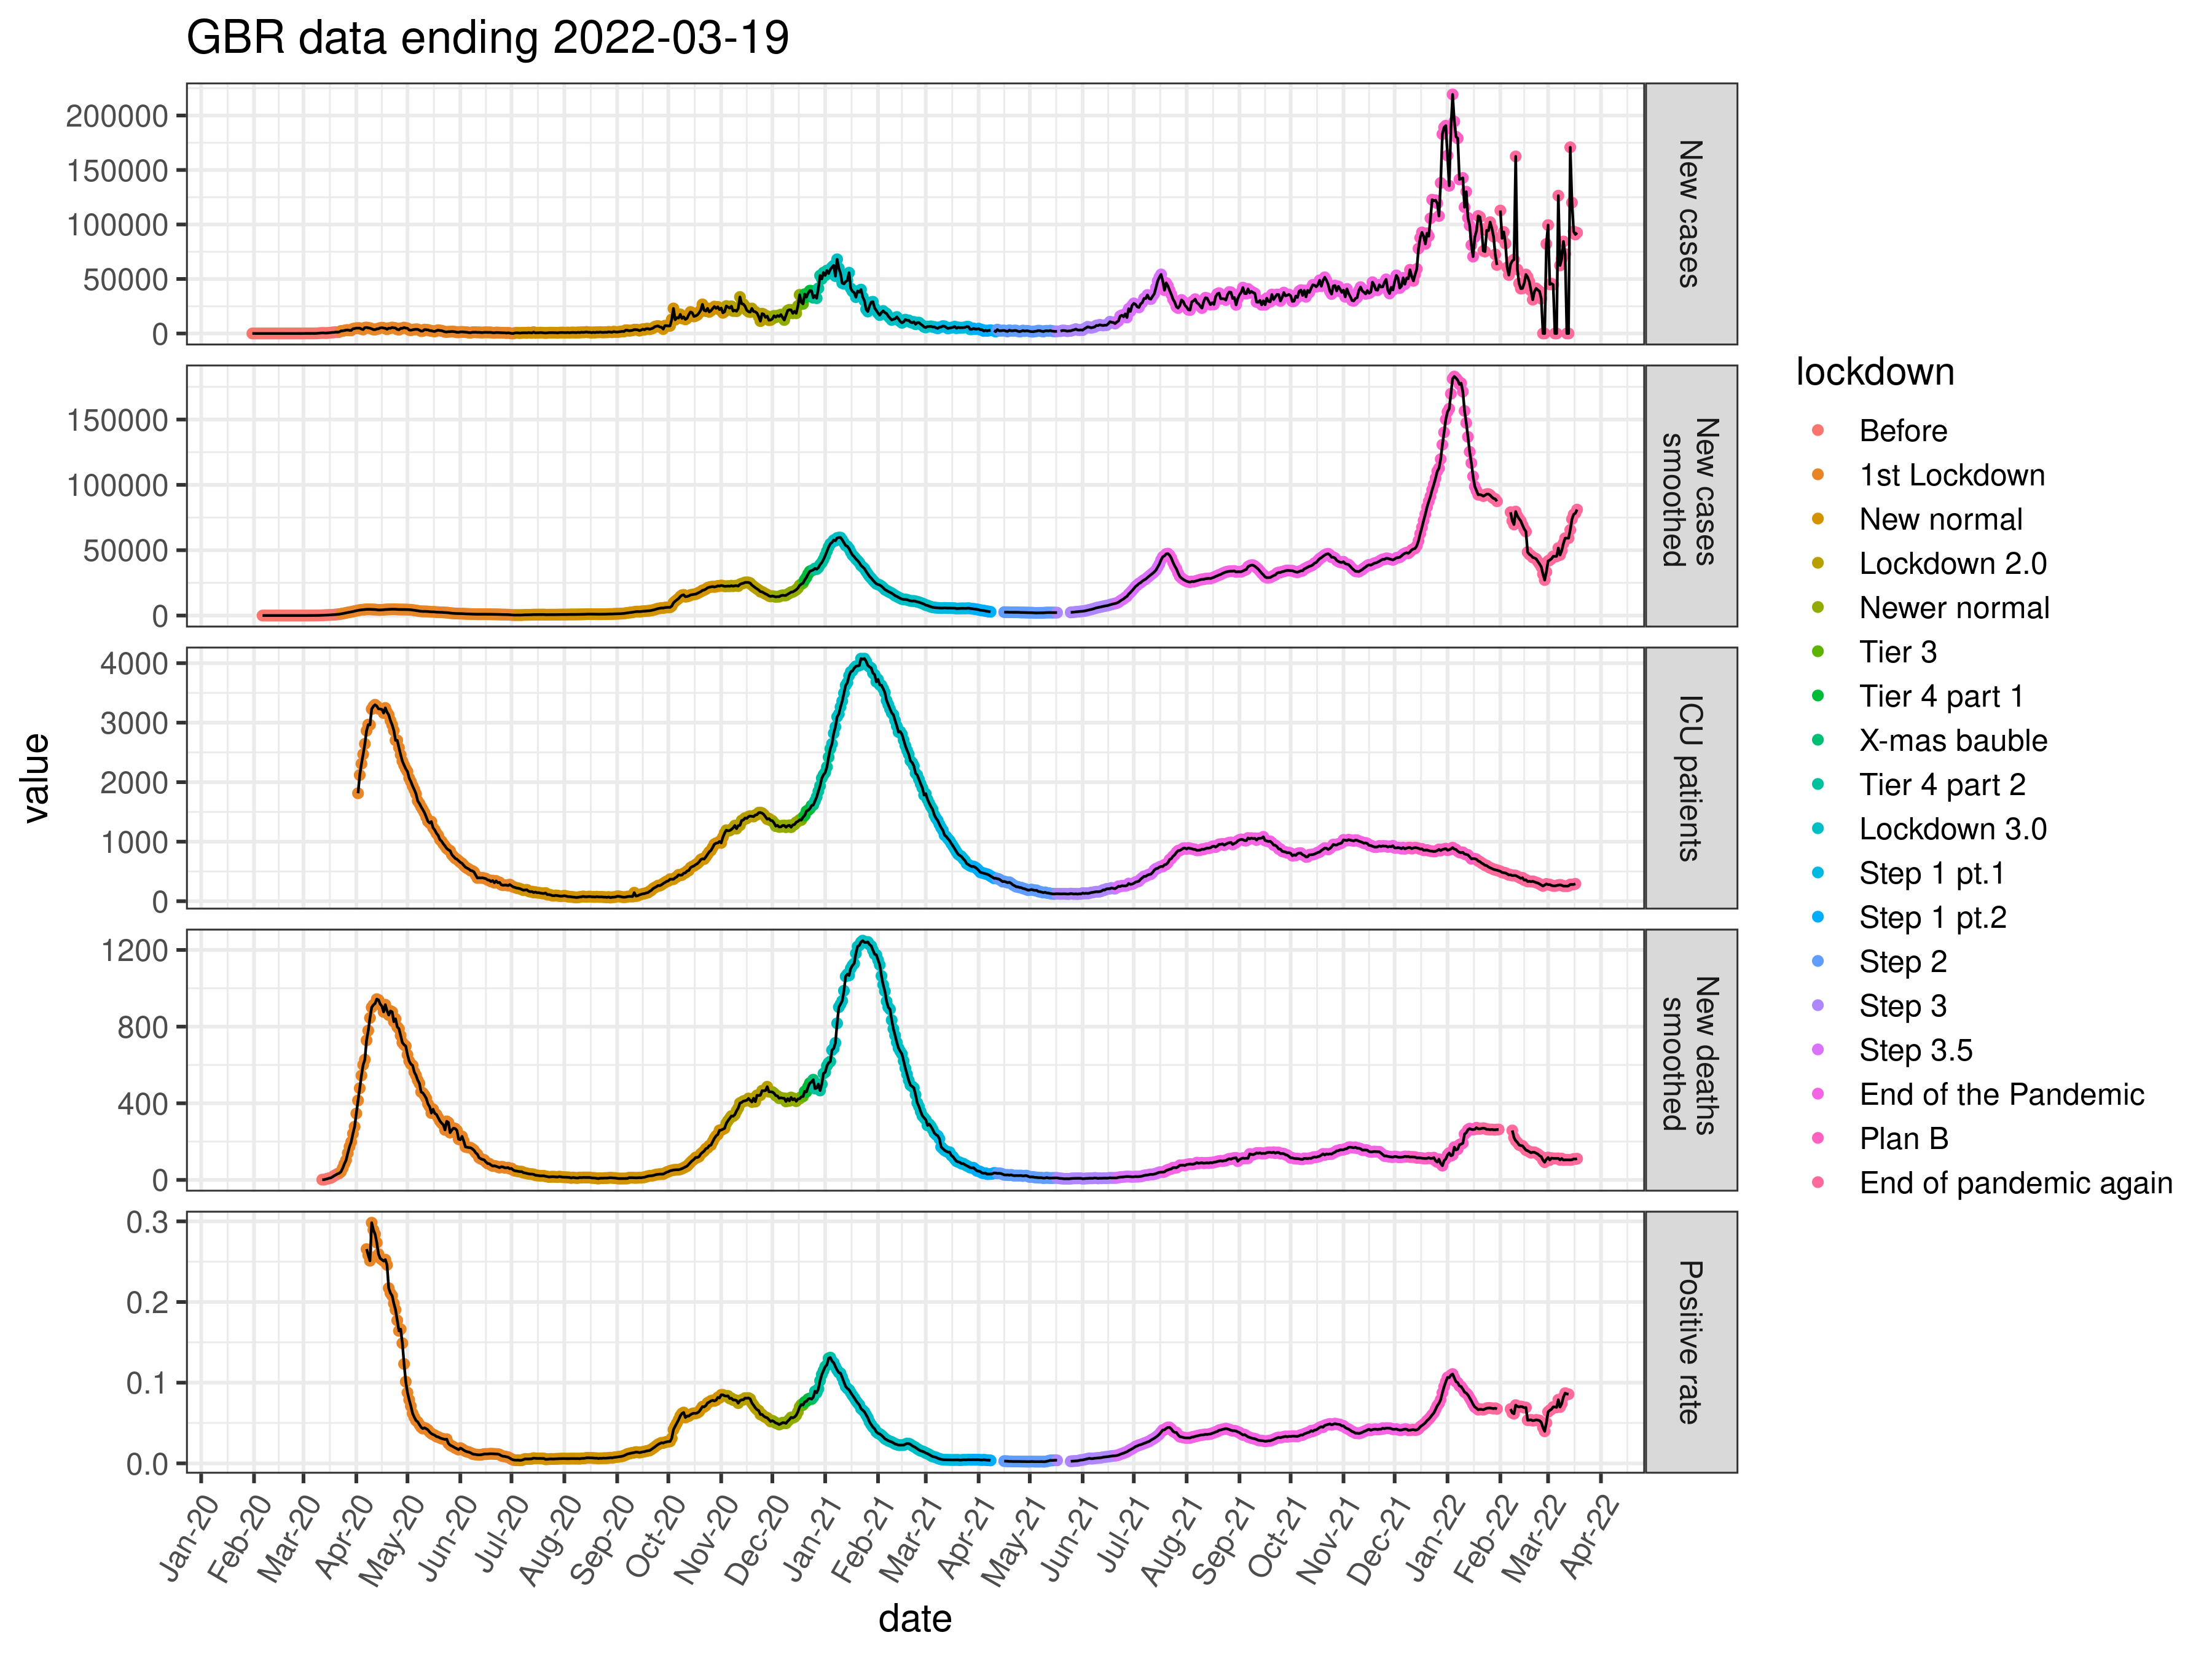 GBR data ending 2022-03-19
value
200000
150000
100000
50000
0
New cases
150000
100000
50000
0
New cases
smoothed
4000
3000
2000
1000
0
ICU patients
1200
800
400
0
New deaths
smoothed
0.3
0.2
0.1
0.0
Positive rate
Jan-20
Feb-20
Mar-20
Apr-20
May-20
Jun-20
Jul-20
Aug-20
Sep-20
Oct-20
Nov-20
Dec-20
Jan-21
Feb-21
Mar-21
Apr-21
May-21
Jun-21
Jul-21
Aug-21
Sep-21
Oct-21
Nov-21
Dec-21
Jan-22
Feb-22
Mar-22
Apr-22
date
lockdown
Before
1st Lockdown
New normal
Lockdown 2.0
Newer normal
Tier 3
Tier 4 part 1
X-mas bauble
Tier 4 part 2
Lockdown 3.0
Step 1 pt.1
Step 1 pt.2
Step 2
Step 3
Step 3.5
End of the Pandemic
Plan B
End of pandemic again